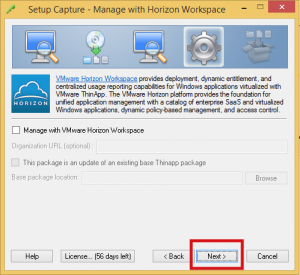 Setup Capture - Manage with Horizon Workspace
VMware Horizon Workspace provides deployment, dynamic entitlement, and
centralized usage reporting capabilities for Windows applications virtualized with
VMware ThinApp. The VMware Horizon platform provides the foundation for
unified application management with a catalog of enterprise SaaS and virtualized
Windows applications, dynamic policy-based management, and access control.
HORIZON
Manage with VMware Horizon Workspace
Organization URL (optional) :
This package is an update of an existing base Thinapp package
Base package location:
Browse
Help
License... (56 days left)
< Back
Next >
Cancel